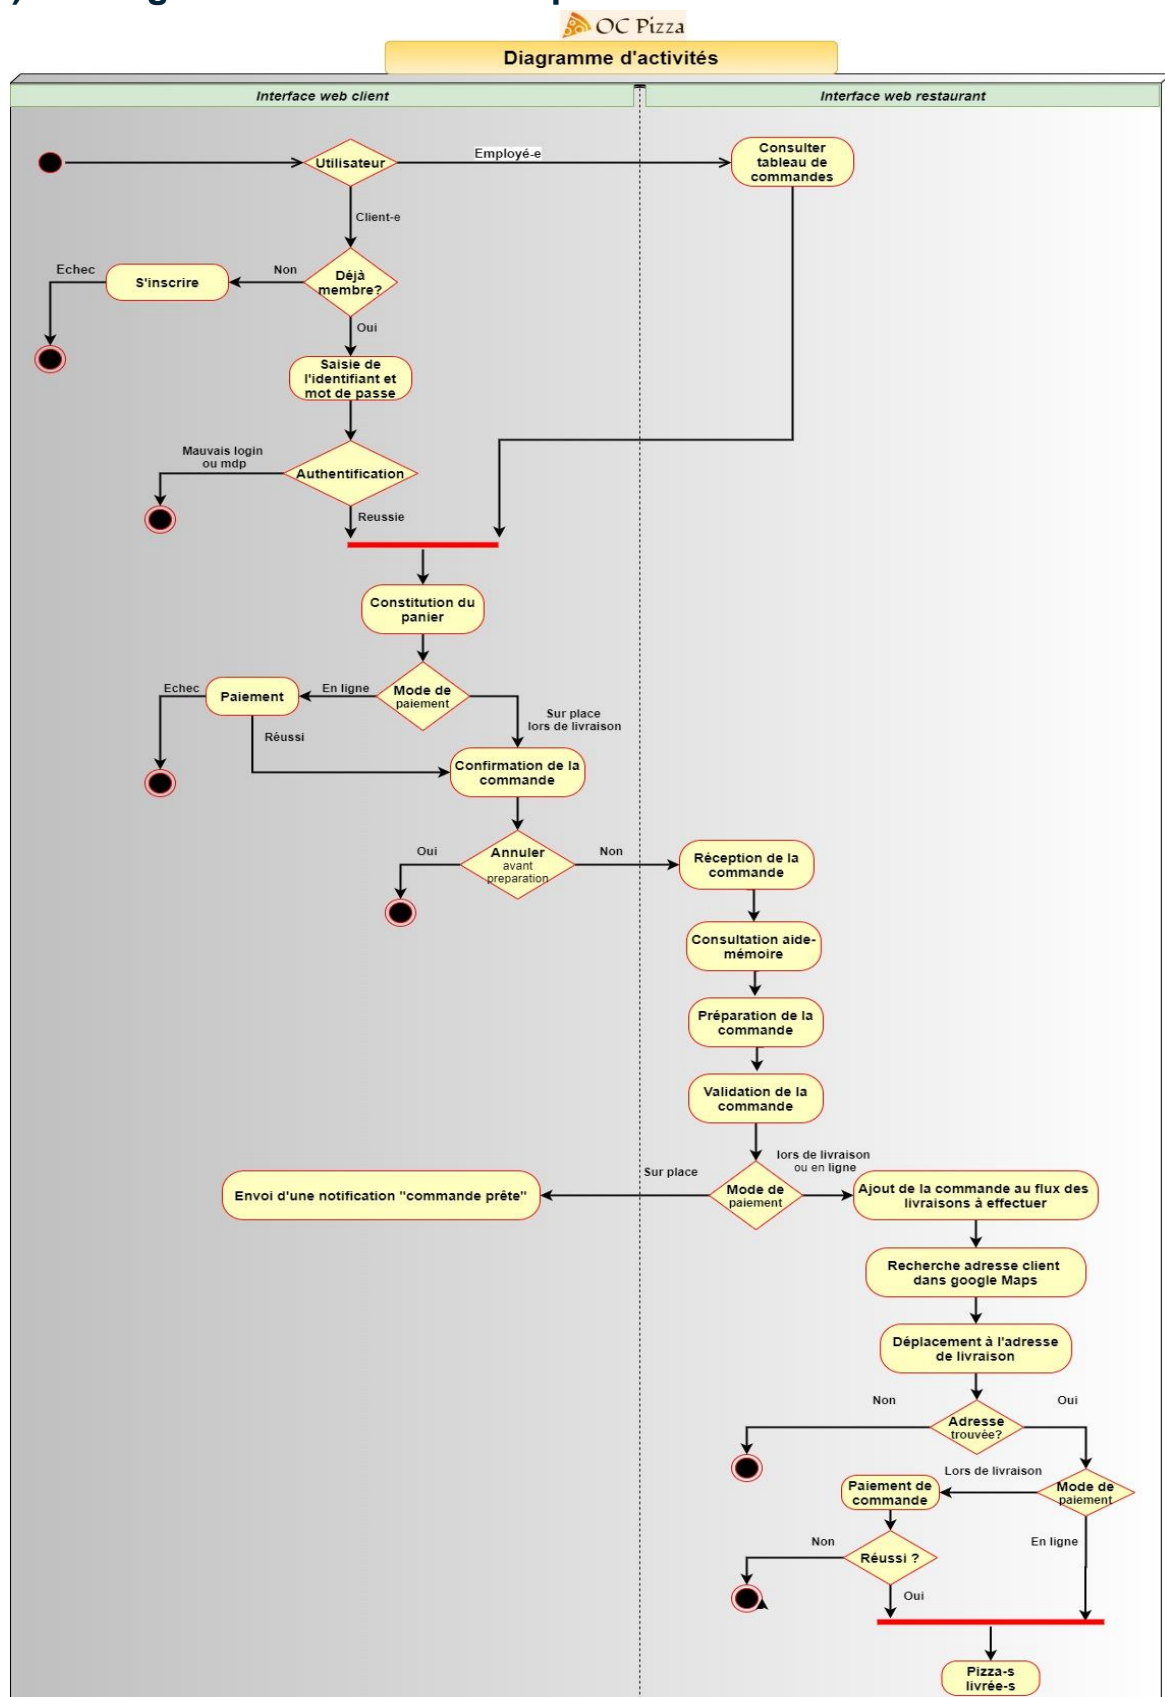 OC Pizza
Diagramme d'activités
Interface web client
Interface web restaurant
Utilisateur
Employé-e
Consulter
tableau de
commandes
Client-e
Echec
S'inscrire
Non
Déjà
membre?
Oui
Saisie de
l'identifiant et
mot de passe
Mauvais login
ou mdp
Authentification
Reussie
Constitution du
panier
Echec
Paiement
En ligne
Mode de
paiement
Sur place
lors de livraison
Réussi
Confirmation de la
commande
Oui
Annuler
avant
preparation
Non
Réception de la
commande
Consultation aide-
mémoire
Préparation de la
commande
Validation de la
commande
Sur place
lors de livraison
ou en ligne
Envoi d'une notification "commande prête"
Mode de
paiement
Ajout de la commande au flux des
livraisons à effectuer
Recherche adresse client
dans google Maps
Déplacement à l'adresse
de livraison
Non
Oui
Adresse
trouvée?
Lors de livraison
Paiement de
commande
Mode de
paiement
Non
Réussi ?
En ligne
Oui
Pizza-s
livrée-s